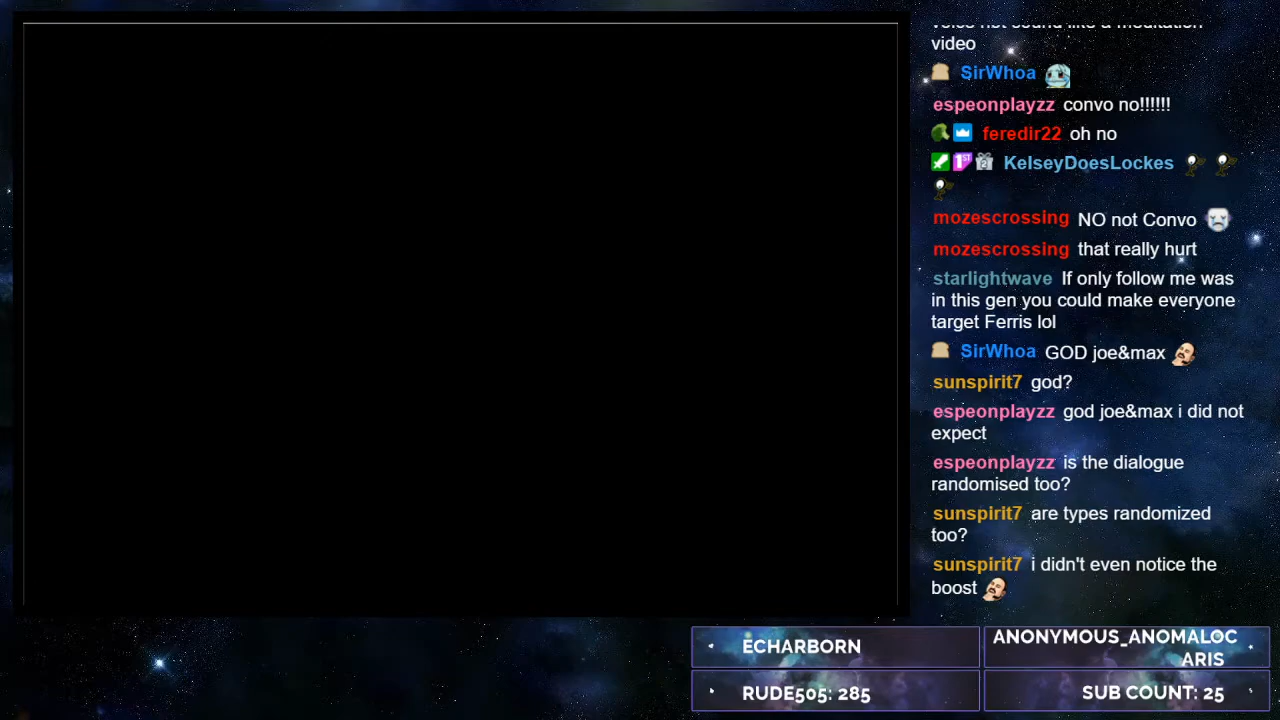 video
SirWhoa
espeonplayzz convo no!!!!!!
feredir22 oh no
KelseyDoesLockes
mozescrossing NO not Convo
mozescrossing that really hurt
starlightwave If only follow me was
in this gen you could make everyone
target Ferris lol
SirWhoa GOD joe&max
sunspirit7 god?
espeonplayzz god joe&max i did not
expect
espeonplayzz is the dialogue
randomised too?
sunspirit7 are types randomized
too?
sunspirit7 i didn't even notice the
boost
ECHARBORN
ANONYMOUS_ANOMALOC
ARIS
RUDE505: 285
SUB COUNT: 25